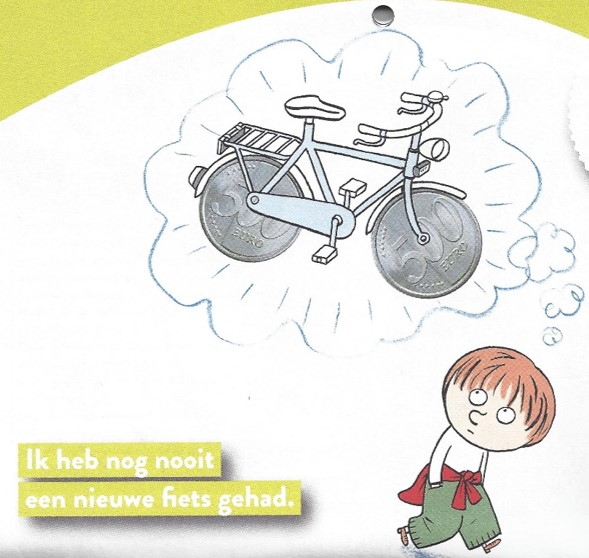 500
EURO
500
EURO
Ik heb nog nooit
een nieuwe fiets gehad.